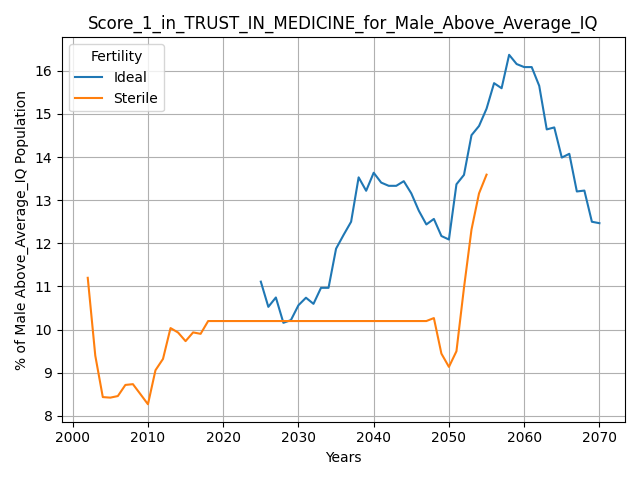 Score_1_in_TRUST_IN_MEDICINE_for_Male_Above_Average_IQ
Fertility
Ideal
Sterile
% of Male Above_Average_IQ Population
16
15
14
13
12
11
10
9
8
2000 2010 2020 2030 2040 2050 2060 2070
Years